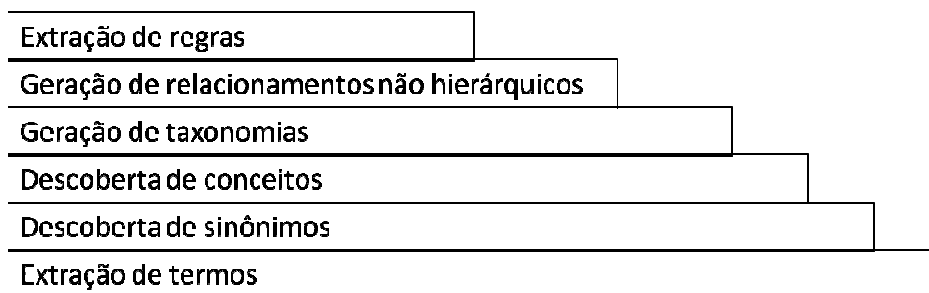 Extração de regras
Geração de relacionamentos não hierárquicos
Geração de taxonomias
Descoberta de conceitos
Descoberta de sinônimos
Extração de termos